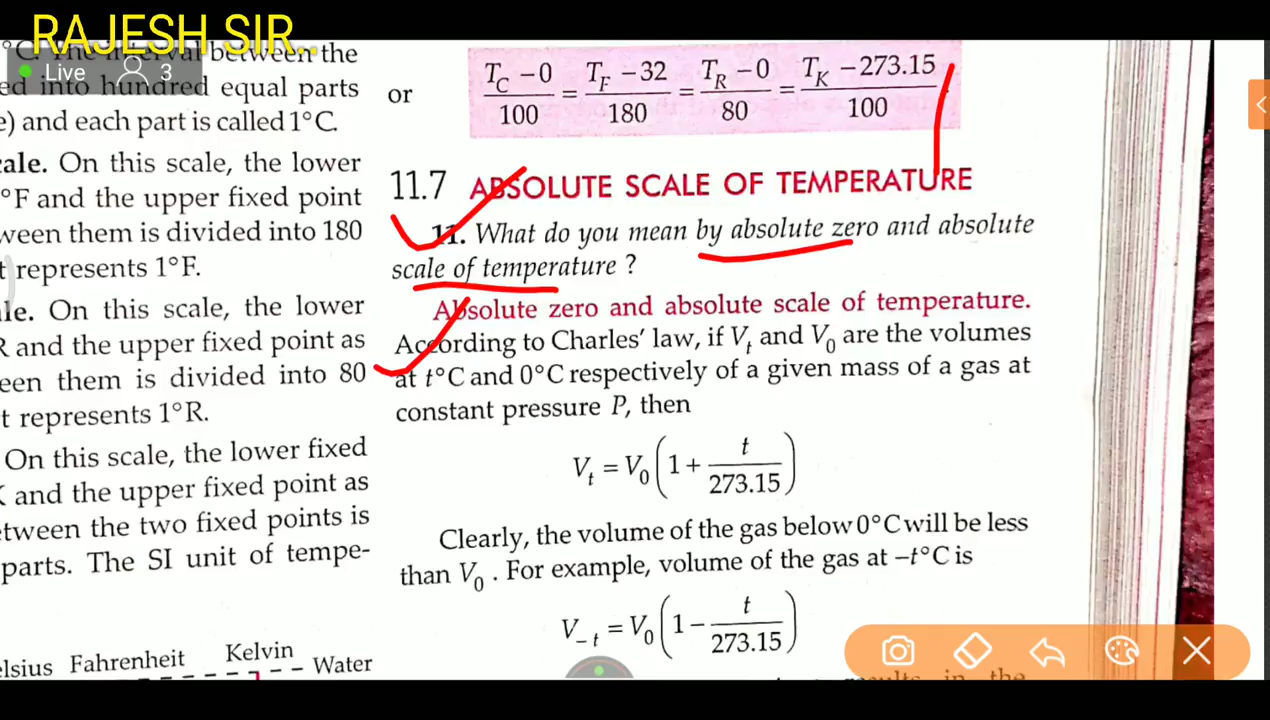 RAJESH SIR..
Live 3
°C. The interval between the
ed into hundred equal parts
e) and each part is called 1°C.
cale. On this scale, the lower
°F and the upper fixed point
ween them is divided into 180
t represents 1°F.
le. On this scale, the lower
R and the upper fixed point as
een them is divided into 80
t represents 1°R.
On this scale, the lower fixed
K and the upper fixed point as
etween the two fixed points is
parts. The SI unit of tempe-
elsius Fahrenheit Kelvin
Water
or T_C − 0 / 100 = T_F − 32 / 180 = T_R − 0 / 80 = T_K − 273.15 / 100
11.7 ABSOLUTE SCALE OF TEMPERATURE
11. What do you mean by absolute zero and absolute
scale of temperature ?
Absolute zero and absolute scale of temperature.
According to Charles' law, if V_t and V_0 are the volumes
at t°C and 0°C respectively of a given mass of a gas at
constant pressure P, then
V_t = V_0 (1 + t / 273.15)
Clearly, the volume of the gas below 0°C will be less
than V_0 . For example, volume of the gas at −t°C is
V_−t = V_0 (1 − t / 273.15)
results in the